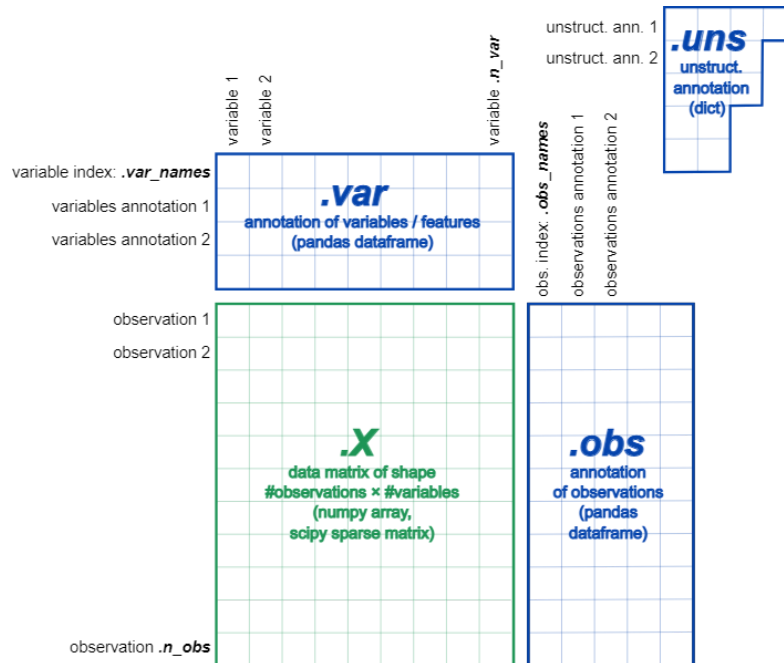 unstruct. ann. 1
unstruct. ann. 2
.uns
unstruct.
annotation
(dict)
variable 1
variable 2
variable .n_var
variable index: .var_names
variables annotation 1
variables annotation 2
.var
annotation of variables / features
(pandas dataframe)
obs. index: .obs_names
observations annotation 1
observations annotation 2
observation 1
observation 2
observation .n_obs
.X
data matrix of shape
#observations × #variables
(numpy array,
scipy sparse matrix)
.obs
annotation
of observations
(pandas
dataframe)